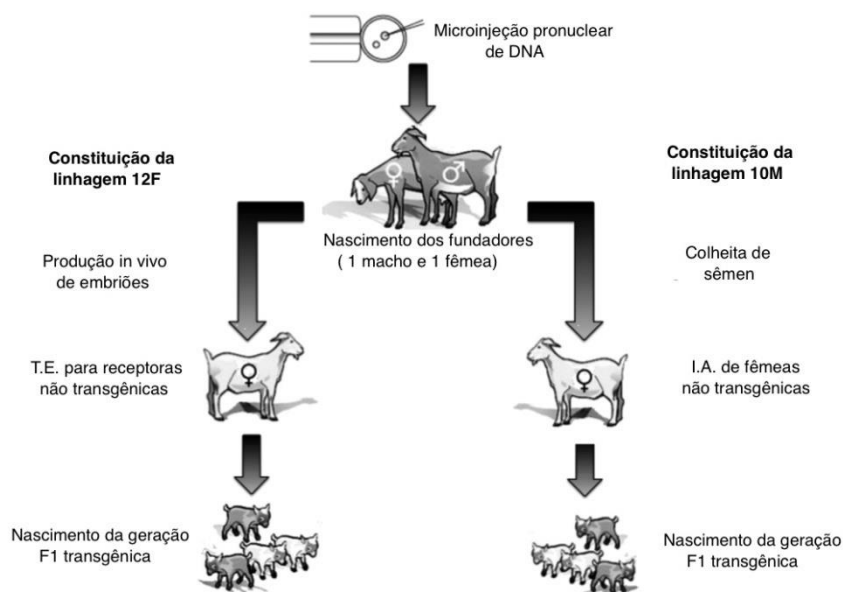 Microinjeção pronuclear
de DNA
Constituição da
linhagem 12F
Constituição da
linhagem 10M
Nascimento dos fundadores
( 1 macho e 1 fêmea)
Produção in vivo
de embriões
Colheita de
sêmen
T.E. para receptoras
não transgênicas
I.A. de fêmeas
não transgênicas
Nascimento da geração
F1 transgênica
Nascimento da geração
F1 transgênica